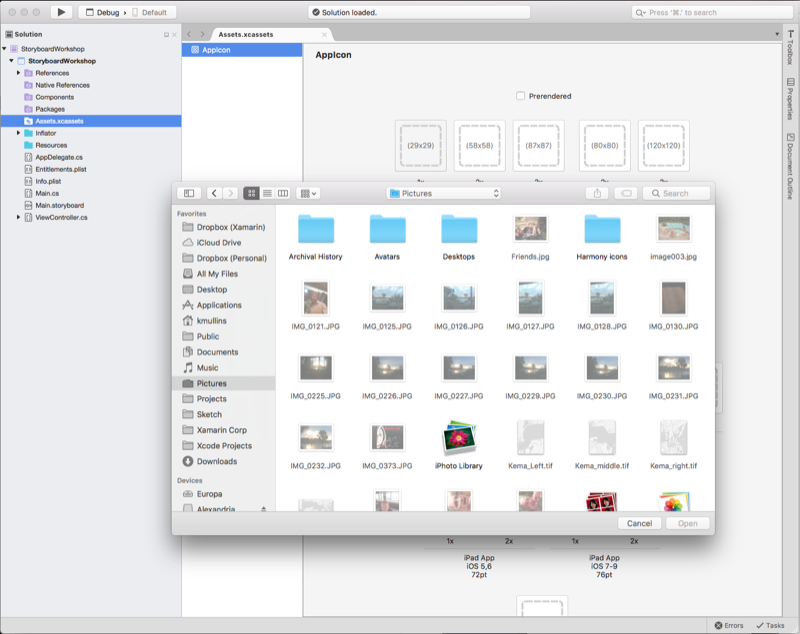 Debug › Default
Solution loaded.
Press '⌘.' to search
Solution
Assets.xcassets
StoryboardWorkshop
StoryboardWorkshop
References
Native References
Components
Packages
Assets.xcassets
Inflator
Resources
AppDelegate.cs
Entitlements.plist
Info.plist
Main.cs
Main.storyboard
ViewController.cs
AppIcon
AppIcon
Prerendered
(29x29) (58x58) (87x87) (80x80) (120x120)
Toolbox
Properties
Document Outline
Pictures
Search
Favorites
Dropbox (Xamarin)
iCloud Drive
Dropbox (Personal)
All My Files
Desktop
Applications
kmullins
Public
Documents
Music
Pictures
Projects
Sketch
Xamarin Corp
Xcode Projects
Downloads
Devices
Europa
Alexandria
Archival History Avatars Desktops Friends.jpg Harmony icons image003.jpg
IMG_0121.JPG IMG_0125.JPG IMG_0126.JPG IMG_0127.JPG IMG_0128.JPG IMG_0130.JPG
IMG_0225.JPG IMG_0226.JPG IMG_0227.JPG IMG_0229.JPG IMG_0230.JPG IMG_0231.JPG
IMG_0232.JPG IMG_0373.JPG iPhoto Library Kema_Left.tif Kema_middle.tif Kema_right.tif
Cancel Open
1x 2x 1x 2x
iPad App
iOS 5,6
72pt
iPad App
iOS 7-9
76pt
Errors Tasks